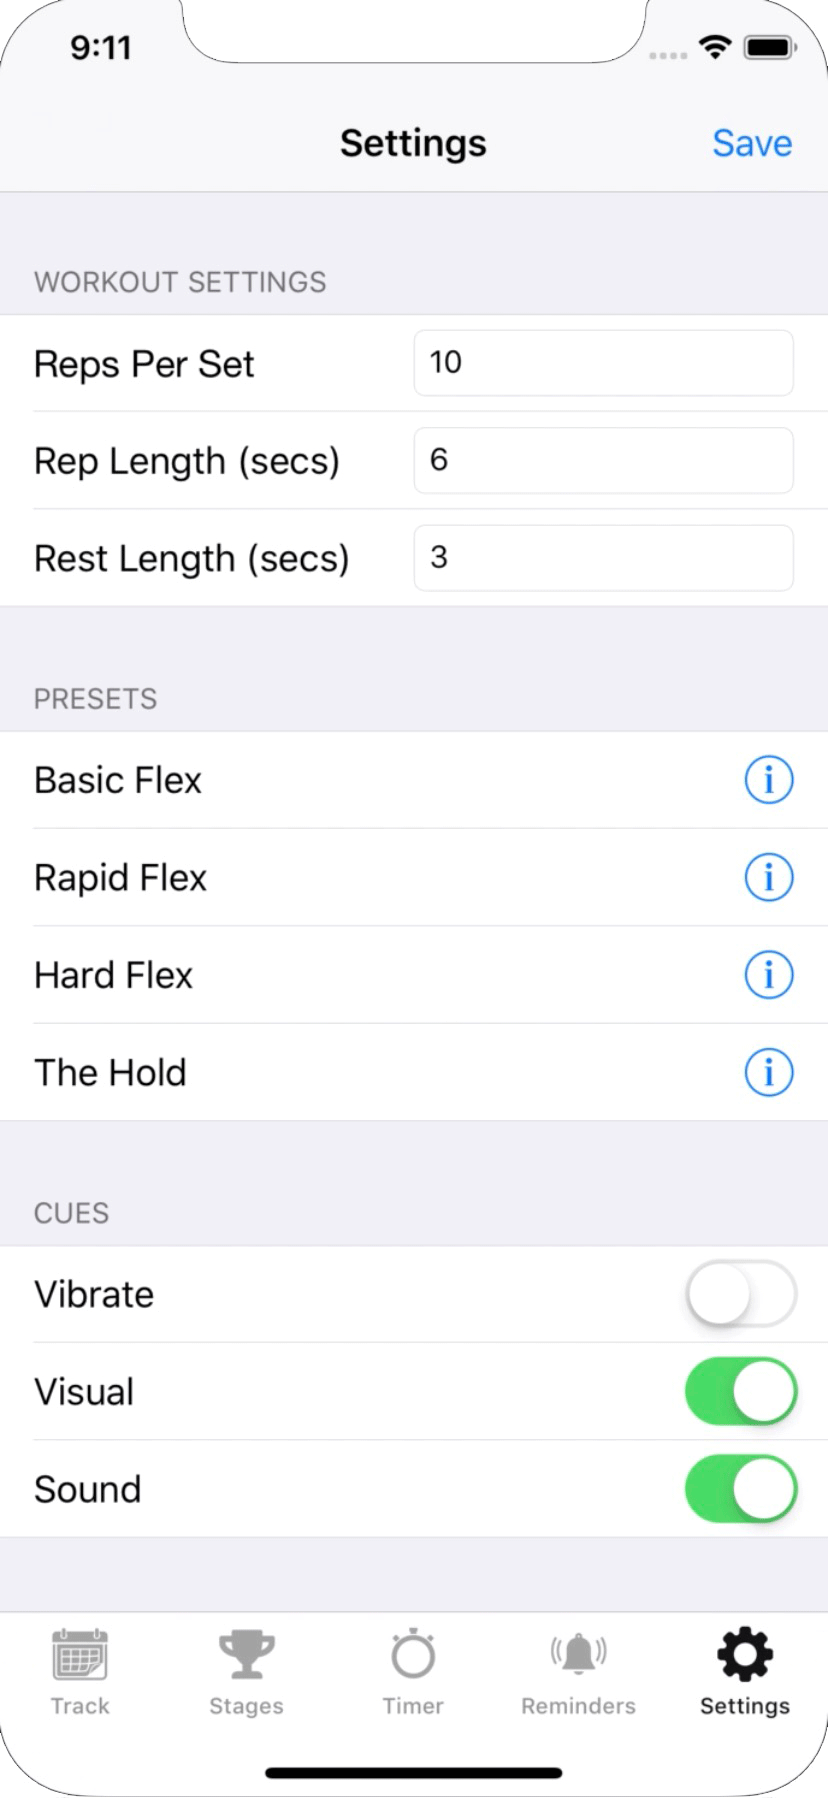 9:11
Settings Save
WORKOUT SETTINGS
Reps Per Set 10
Rep Length (secs) 6
Rest Length (secs) 3
PRESETS
Basic Flex
Rapid Flex
Hard Flex
The Hold
CUES
Vibrate
Visual
Sound
Track Stages Timer Reminders Settings